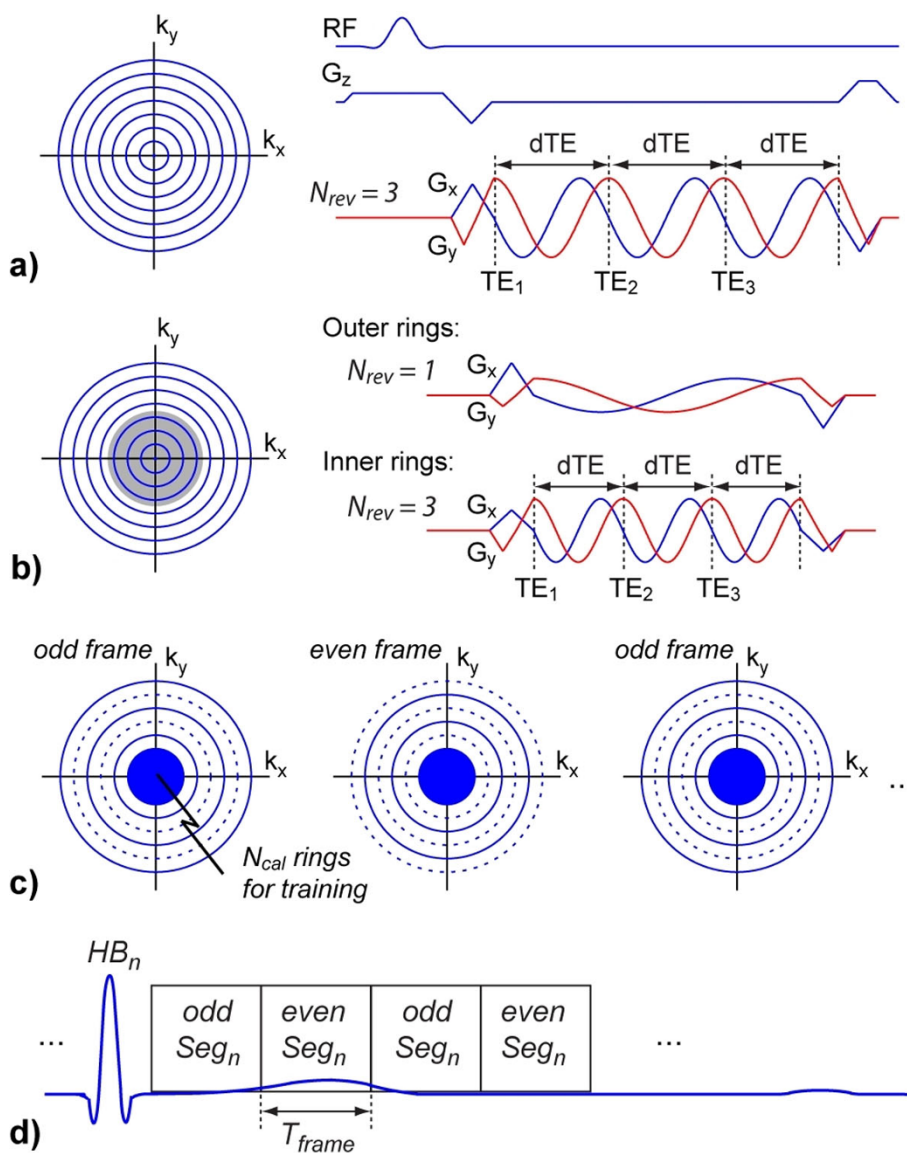 k_y
k_x
a)
RF
G_z
dTE dTE dTE
N_rev = 3
G_x
G_y
TE_1 TE_2 TE_3
k_y
k_x
b)
Outer rings:
N_rev = 1
G_x
G_y
Inner rings:
dTE dTE dTE
N_rev = 3
G_x
G_y
TE_1 TE_2 TE_3
odd frame
k_y
k_x
even frame
k_y
k_x
odd frame
k_y
k_x
..
N_cal rings
for training
c)
HB_n
...
odd
Seg_n
even
Seg_n
odd
Seg_n
even
Seg_n
...
T_frame
d)